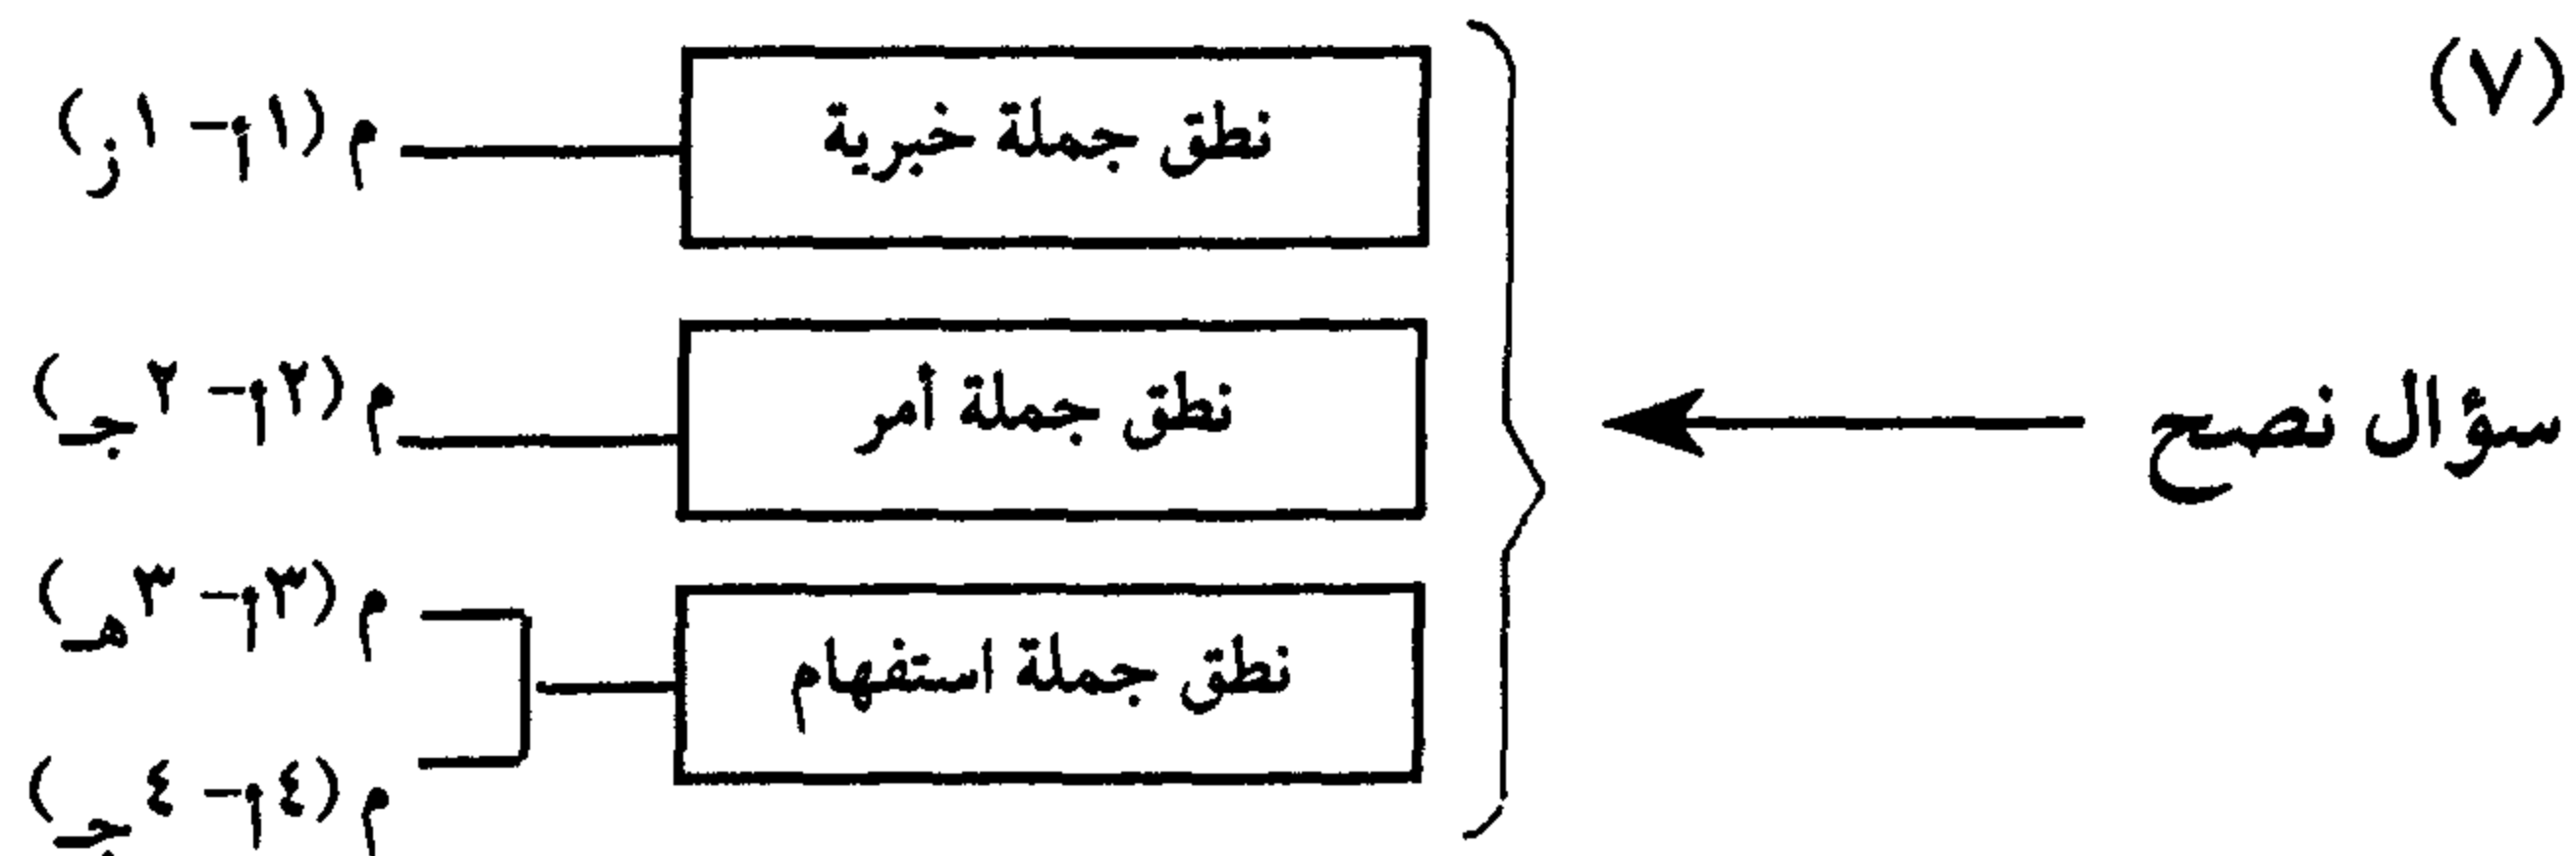 (٧)
سؤال نصح
نطق جملة خبرية
م (١أ – ١ز)
نطق جملة أمر
م (٢أ – ٢جـ)
نطق جملة استفهام
م (٣أ – ٣هـ)
م (٤أ – ٤جـ)